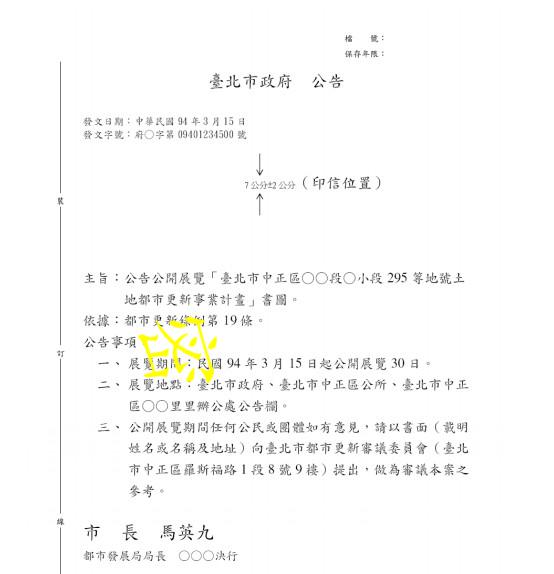 檔　號：
保存年限：
臺北市政府　公告
發文日期：中華民國 94 年 3 月 15 日
發文字號：府○字第 09401234500 號
7 公分±2 公分（印信位置）
裝
主旨：公告公開展覽「臺北市中正區○○段○小段 295 等地號土
地都市更新事業計畫」書圖。
依據：都市更新條例第 19 條。
公告事項
訂
一、 展覽期間：民國 94 年 3 月 15 日起公開展覽 30 日。
二、 展覽地點：臺北市政府、臺北市中正區公所、臺北市中正
區○○里里辦公處公告欄。
三、 公開展覽期間任何公民或團體如有意見，請以書面（載明
姓名或名稱及地址）向臺北市都市更新審議委員會（臺北
市中正區羅斯福路 1 段 8 號 9 樓）提出，做為審議本案之
參考。
線
市　長　馬英九
都市發展局局長　○○○決行